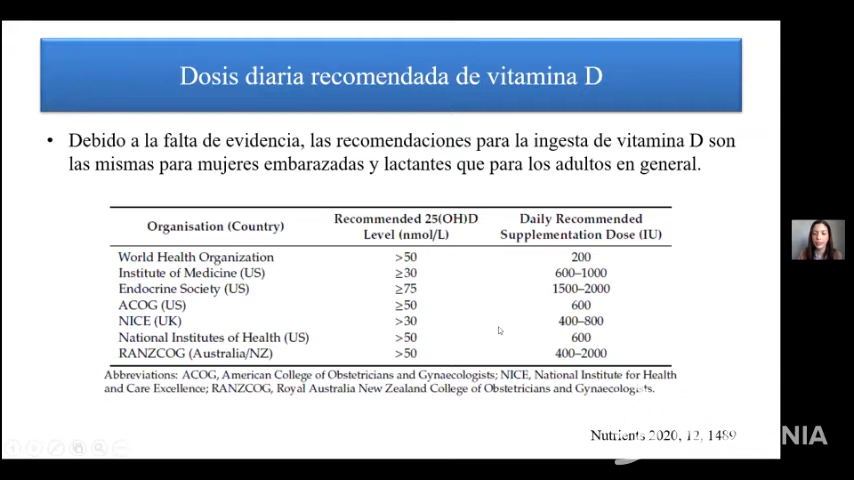 Dosis diaria recomendada de vitamina D
• Debido a la falta de evidencia, las recomendaciones para la ingesta de vitamina D son
las mismas para mujeres embarazadas y lactantes que para los adultos en general.
Organisation (Country) Recommended 25(OH)D Level (nmol/L) Daily Recommended Supplementation Dose (IU)
World Health Organization >50 200
Institute of Medicine (US) ≥30 600–1000
Endocrine Society (US) ≥75 1500–2000
ACOG (US) ≥50 600
NICE (UK) >30 400–800
National Institutes of Health (US) >50 600
RANZCOG (Australia/NZ) >50 400–2000
Abbreviations: ACOG, American College of Obstetricians and Gynaecologists; NICE, National Institute for Health
and Care Excellence; RANZCOG, Royal Australia New Zealand College of Obstetricians and Gynaecologists.
Nutrients 2020, 12, 1489